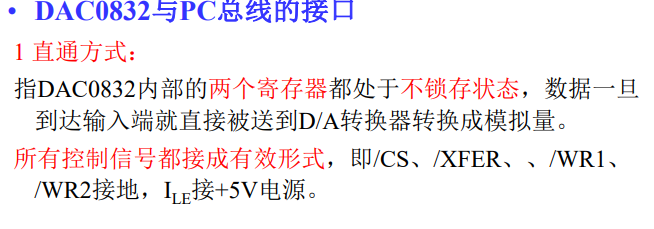 • DAC0832与PC总线的接口
1 直通方式：
指DAC0832内部的两个寄存器都处于不锁存状态，数据一旦
到达输入端就直接被送到D/A转换器转换成模拟量。
所有控制信号都接成有效形式，即/CS、/XFER、、/WR1、
/WR2接地，ILE接+5V电源。